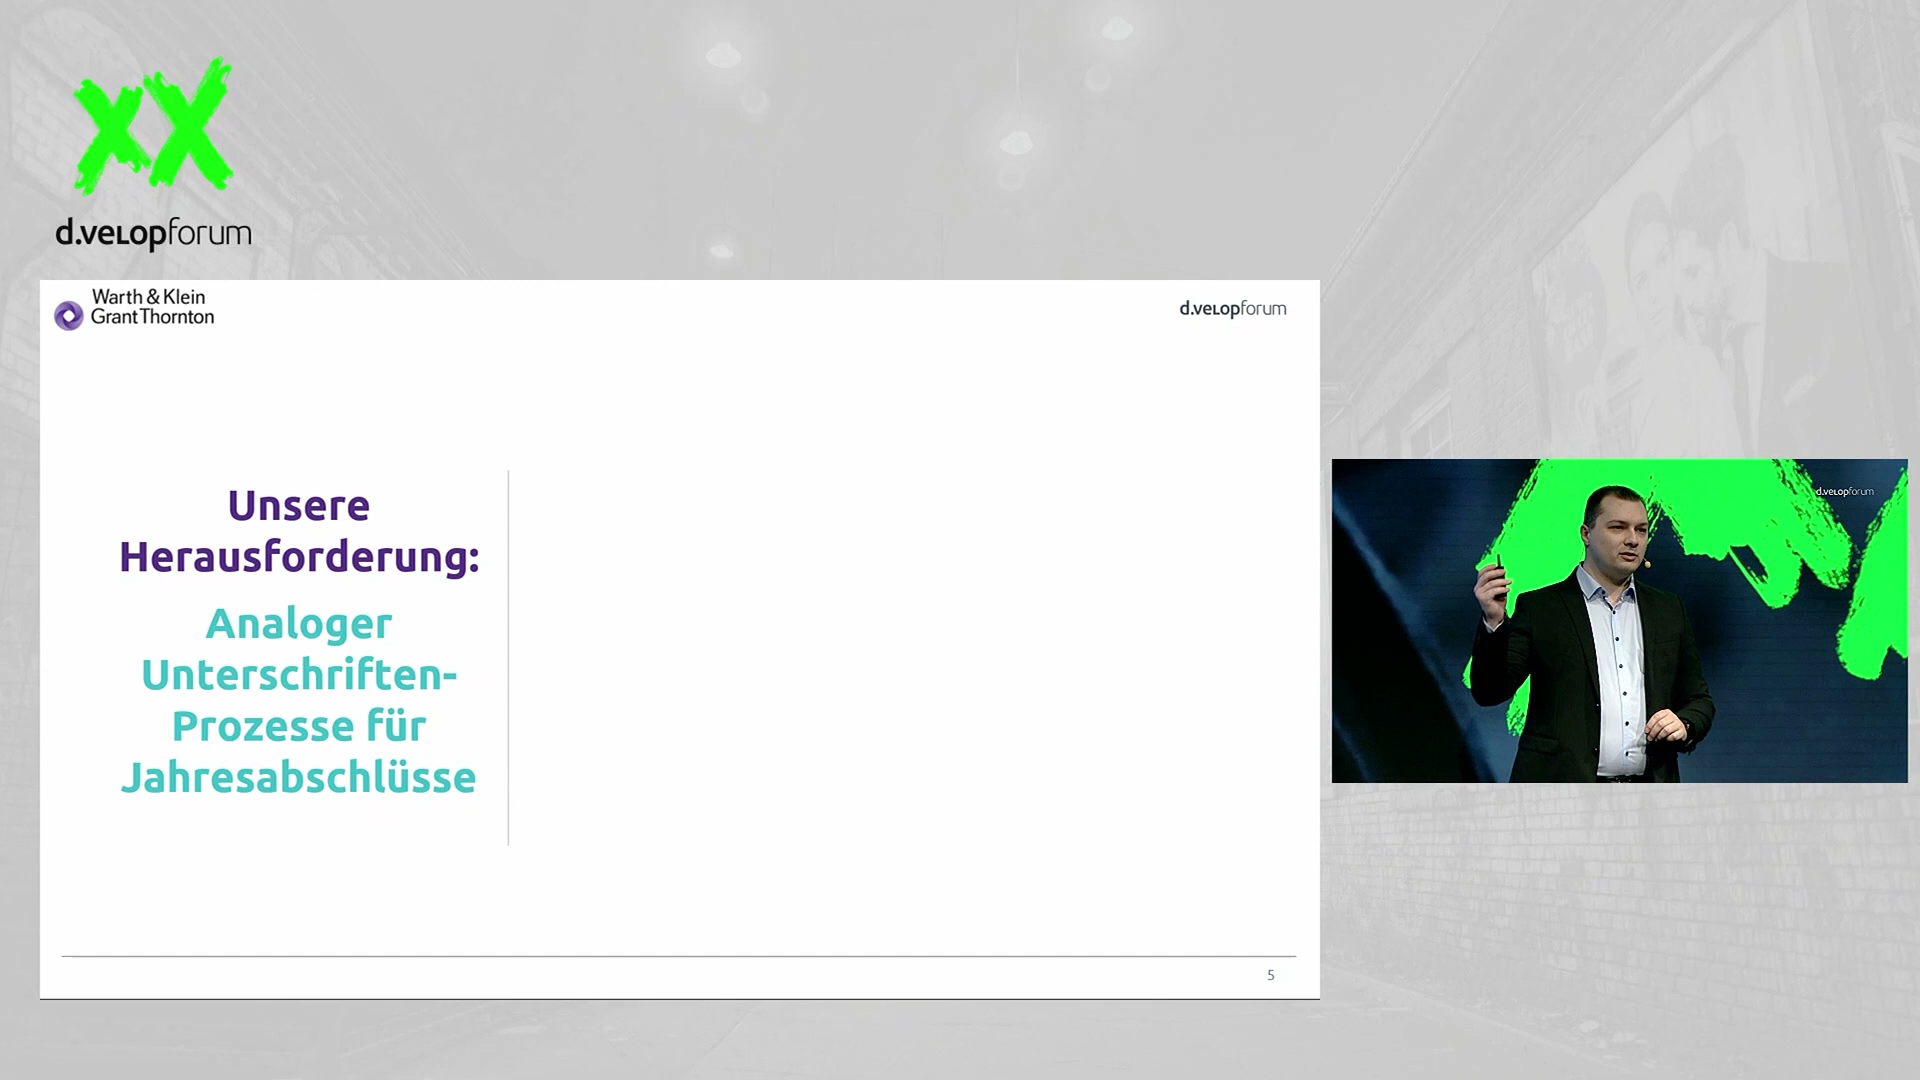 xX
d.velopforum
Warth & Klein
Grant Thornton
d.velopforum
Unsere
Herausforderung:
Analoger
Unterschriften-
Prozesse für
Jahresabschlüsse
5
d.velopforum